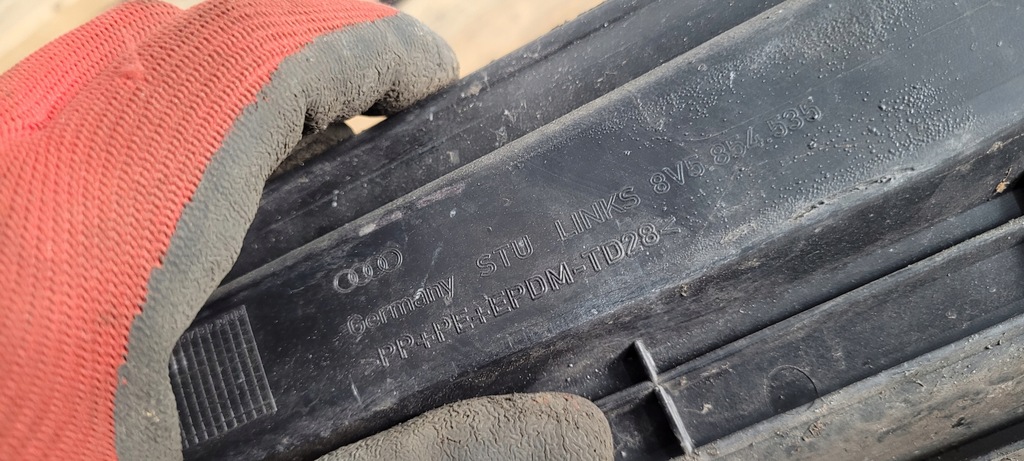 Germany STU LINKS 8V5 854 535
>PP+PE+EPDM-TD28<